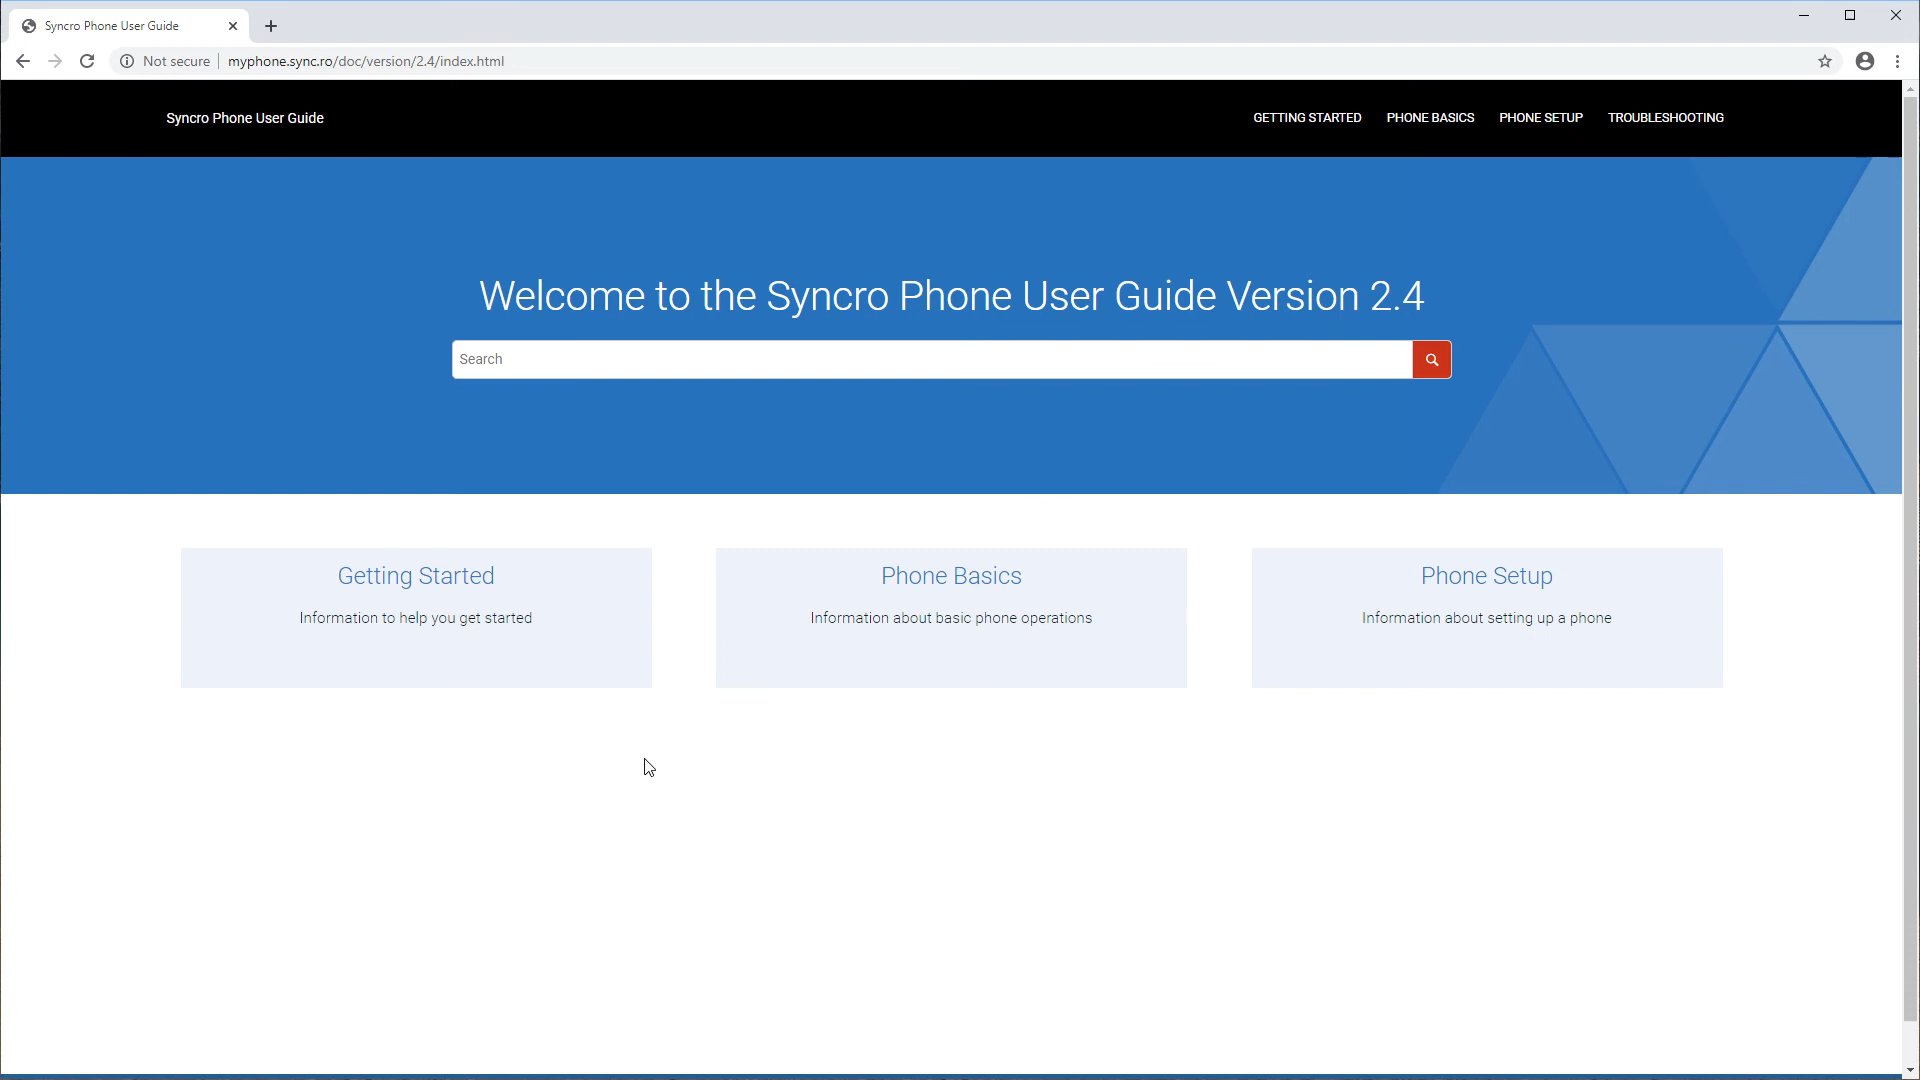 Syncro Phone User Guide
Not secure
myphone.sync.ro/doc/version/2.4/index.html
Syncro Phone User Guide
GETTING STARTED
PHONE BASICS
PHONE SETUP
TROUBLESHOOTING
Welcome to the Syncro Phone User Guide Version 2.4
Search
Getting Started
Information to help you get started
Phone Basics
Information about basic phone operations
Phone Setup
Information about setting up a phone